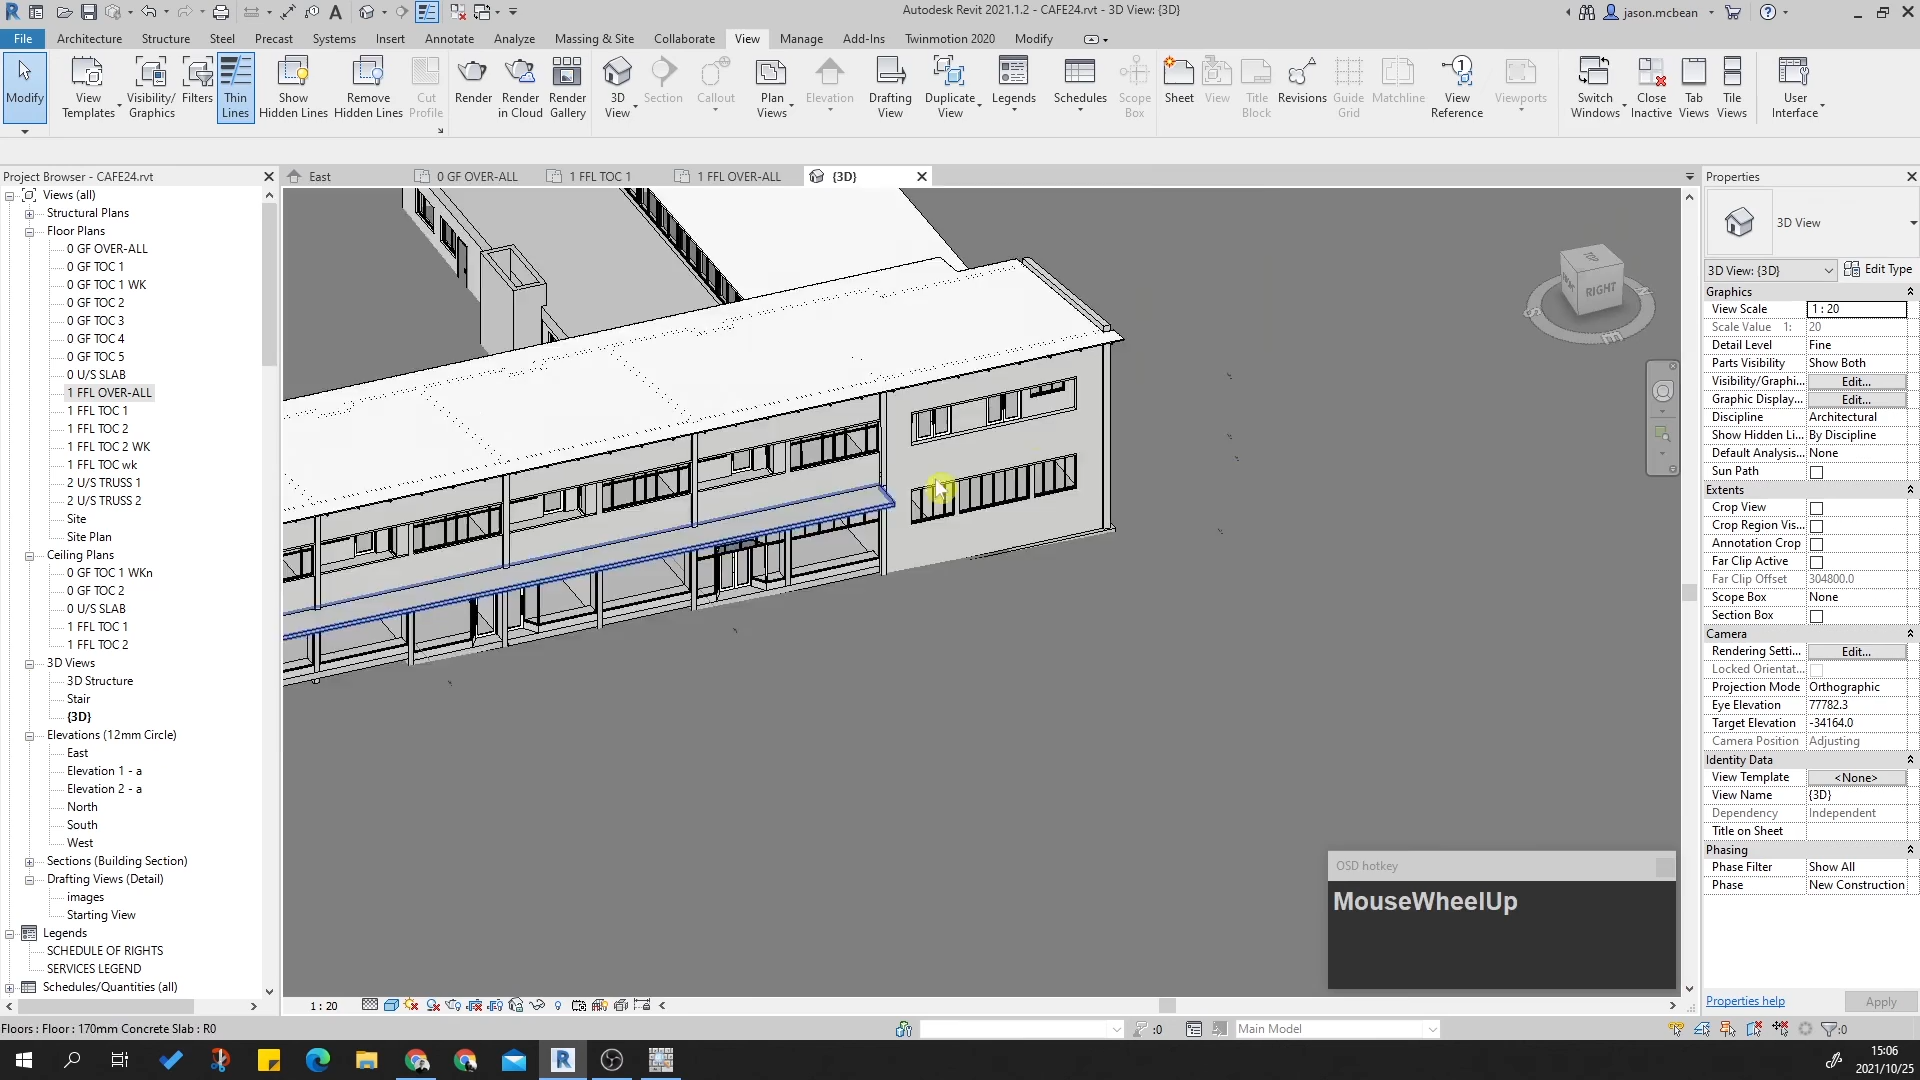 Autodesk Revit 2021.1.2 - CAFE24.rvt - 3D View: {3D}
jason.mcbean
File Architecture Structure Steel Precast Systems Insert Annotate Analyze Massing & Site Collaborate View Manage Add-Ins Twinmotion 2020 Modify
Modify
View Templates
Visibility/ Graphics
Filters
Thin Lines
Show Hidden Lines
Remove Hidden Lines
Cut Profile
Render
Render in Cloud
Render Gallery
3D View
Section
Callout
Plan Views
Elevation
Drafting View
Duplicate View
Legends
Schedules
Scope Box
Sheet
View
Title Block
Revisions
Guide Grid
Matchline
View Reference
Viewports
Switch Windows
Close Inactive
Tab Views
Tile Views
User Interface
Project Browser - CAFE24.rvt
Views (all)
Structural Plans
Floor Plans
0 GF OVER-ALL
0 GF TOC 1
0 GF TOC 1 WK
0 GF TOC 2
0 GF TOC 3
0 GF TOC 4
0 GF TOC 5
0 U/S SLAB
1 FFL OVER-ALL
1 FFL TOC 1
1 FFL TOC 2
1 FFL TOC 2 WK
1 FFL TOC wk
2 U/S TRUSS 1
2 U/S TRUSS 2
Site
Site Plan
Ceiling Plans
0 GF TOC 1 WKn
0 GF TOC 2
0 U/S SLAB
1 FFL TOC 1
1 FFL TOC 2
3D Views
3D Structure
Stair
{3D}
Elevations (12mm Circle)
East
Elevation 1 - a
Elevation 2 - a
North
South
West
Sections (Building Section)
Drafting Views (Detail)
images
Starting View
Legends
SCHEDULE OF RIGHTS
SERVICES LEGEND
Schedules/Quantities (all)
East
0 GF OVER-ALL
1 FFL TOC 1
1 FFL OVER-ALL
{3D}
TOP
RIGHT
S
E
N
OSD hotkey
MouseWheelUp
1 : 20
Properties
3D View
3D View: {3D}
Edit Type
Graphics
View Scale 1 : 20
Scale Value 1: 20
Detail Level Fine
Parts Visibility Show Both
Visibility/Graphi... Edit...
Graphic Display... Edit...
Discipline Architectural
Show Hidden Li... By Discipline
Default Analysis... None
Sun Path
Extents
Crop View
Crop Region Vis...
Annotation Crop
Far Clip Active
Far Clip Offset 304800.0
Scope Box None
Section Box
Camera
Rendering Setti... Edit...
Locked Orientat...
Projection Mode Orthographic
Eye Elevation 77782.3
Target Elevation -34164.0
Camera Position Adjusting
Identity Data
View Template <None>
View Name {3D}
Dependency Independent
Title on Sheet
Phasing
Phase Filter Show All
Phase New Construction
Properties help
Apply
Floors : Floor : 170mm Concrete Slab : R0
:0
Main Model
:0
15:06
2021/10/25